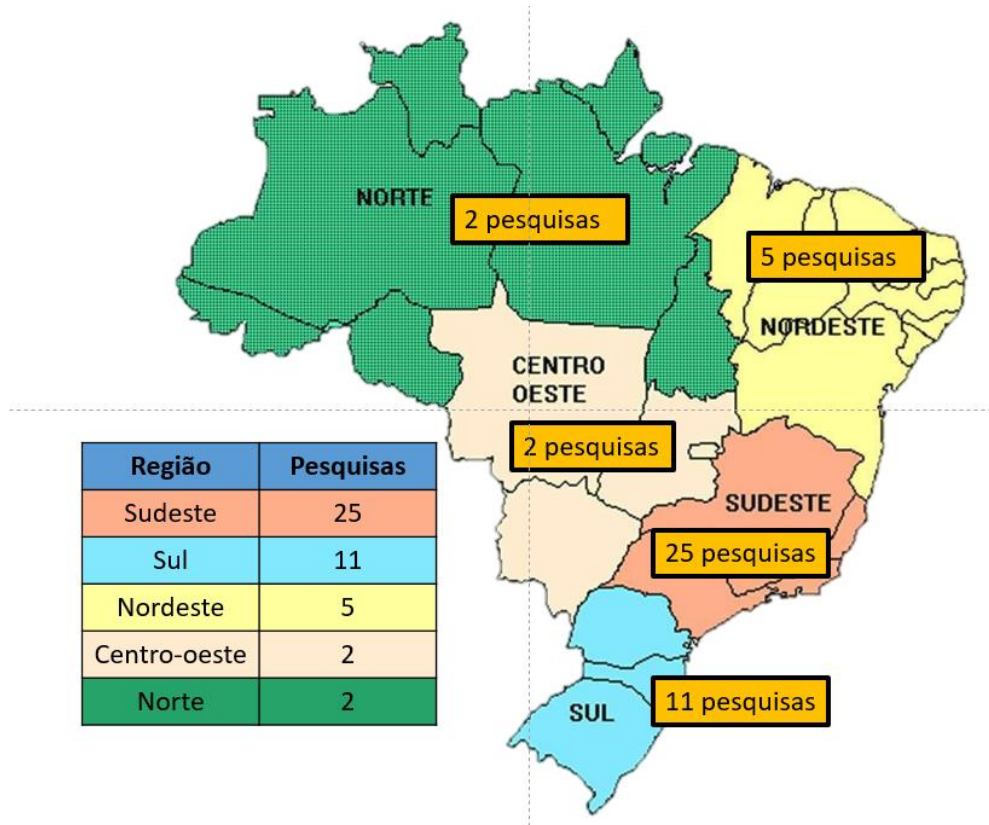 NORTE
2 pesquisas
5 pesquisas
NORDESTE
CENTRO
OESTE
2 pesquisas
Região Pesquisas
Sudeste 25
Sul 11
Nordeste 5
Centro-oeste 2
Norte 2
SUDESTE
25 pesquisas
SUL
11 pesquisas